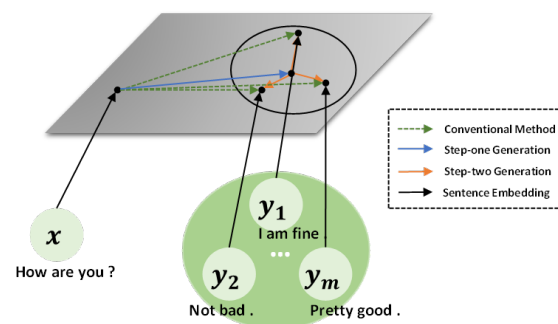 Conventional Method
Step-one Generation
Step-two Generation
Sentence Embedding
x
How are you ?
y1
I am fine .
...
y2
Not bad .
ym
Pretty good .